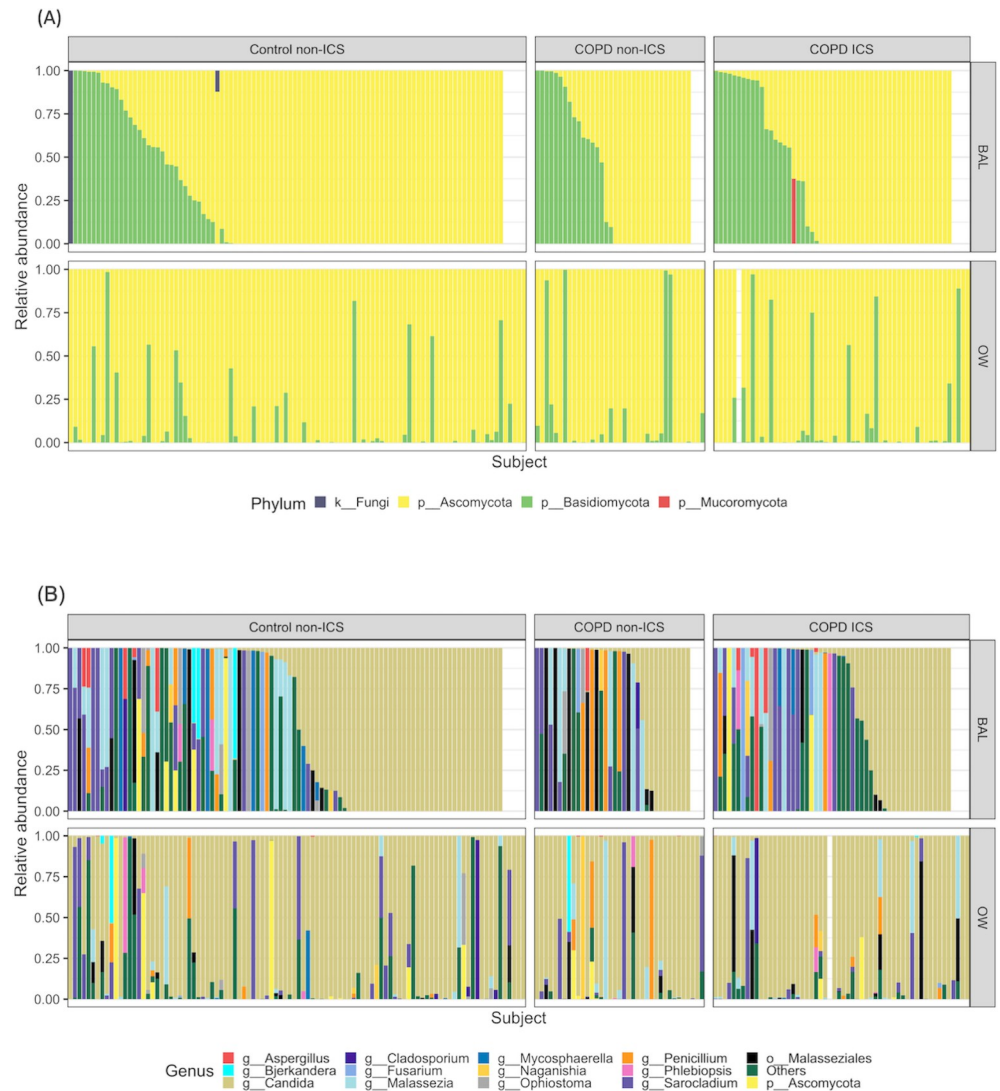 (A)
Control non-ICS
COPD non-ICS
COPD ICS
1.00
0.75
0.50
0.25
0.00
BAL
Relative abundance
1.00
0.75
0.50
0.25
0.00
OW
Subject
Phylum k__Fungi p__Ascomycota p__Basidiomycota p__Mucoromycota
(B)
Control non-ICS
COPD non-ICS
COPD ICS
1.00
0.75
0.50
0.25
0.00
BAL
Relative abundance
1.00
0.75
0.50
0.25
0.00
OW
Subject
Genus
g__Aspergillus g__Cladosporium g__Mycosphaerella g__Penicillium o__Malasseziales
g__Bjerkandera g__Fusarium g__Naganishia g__Phlebiopsis Others
g__Candida g__Malassezia g__Ophiostoma g__Sarocladium p__Ascomycota